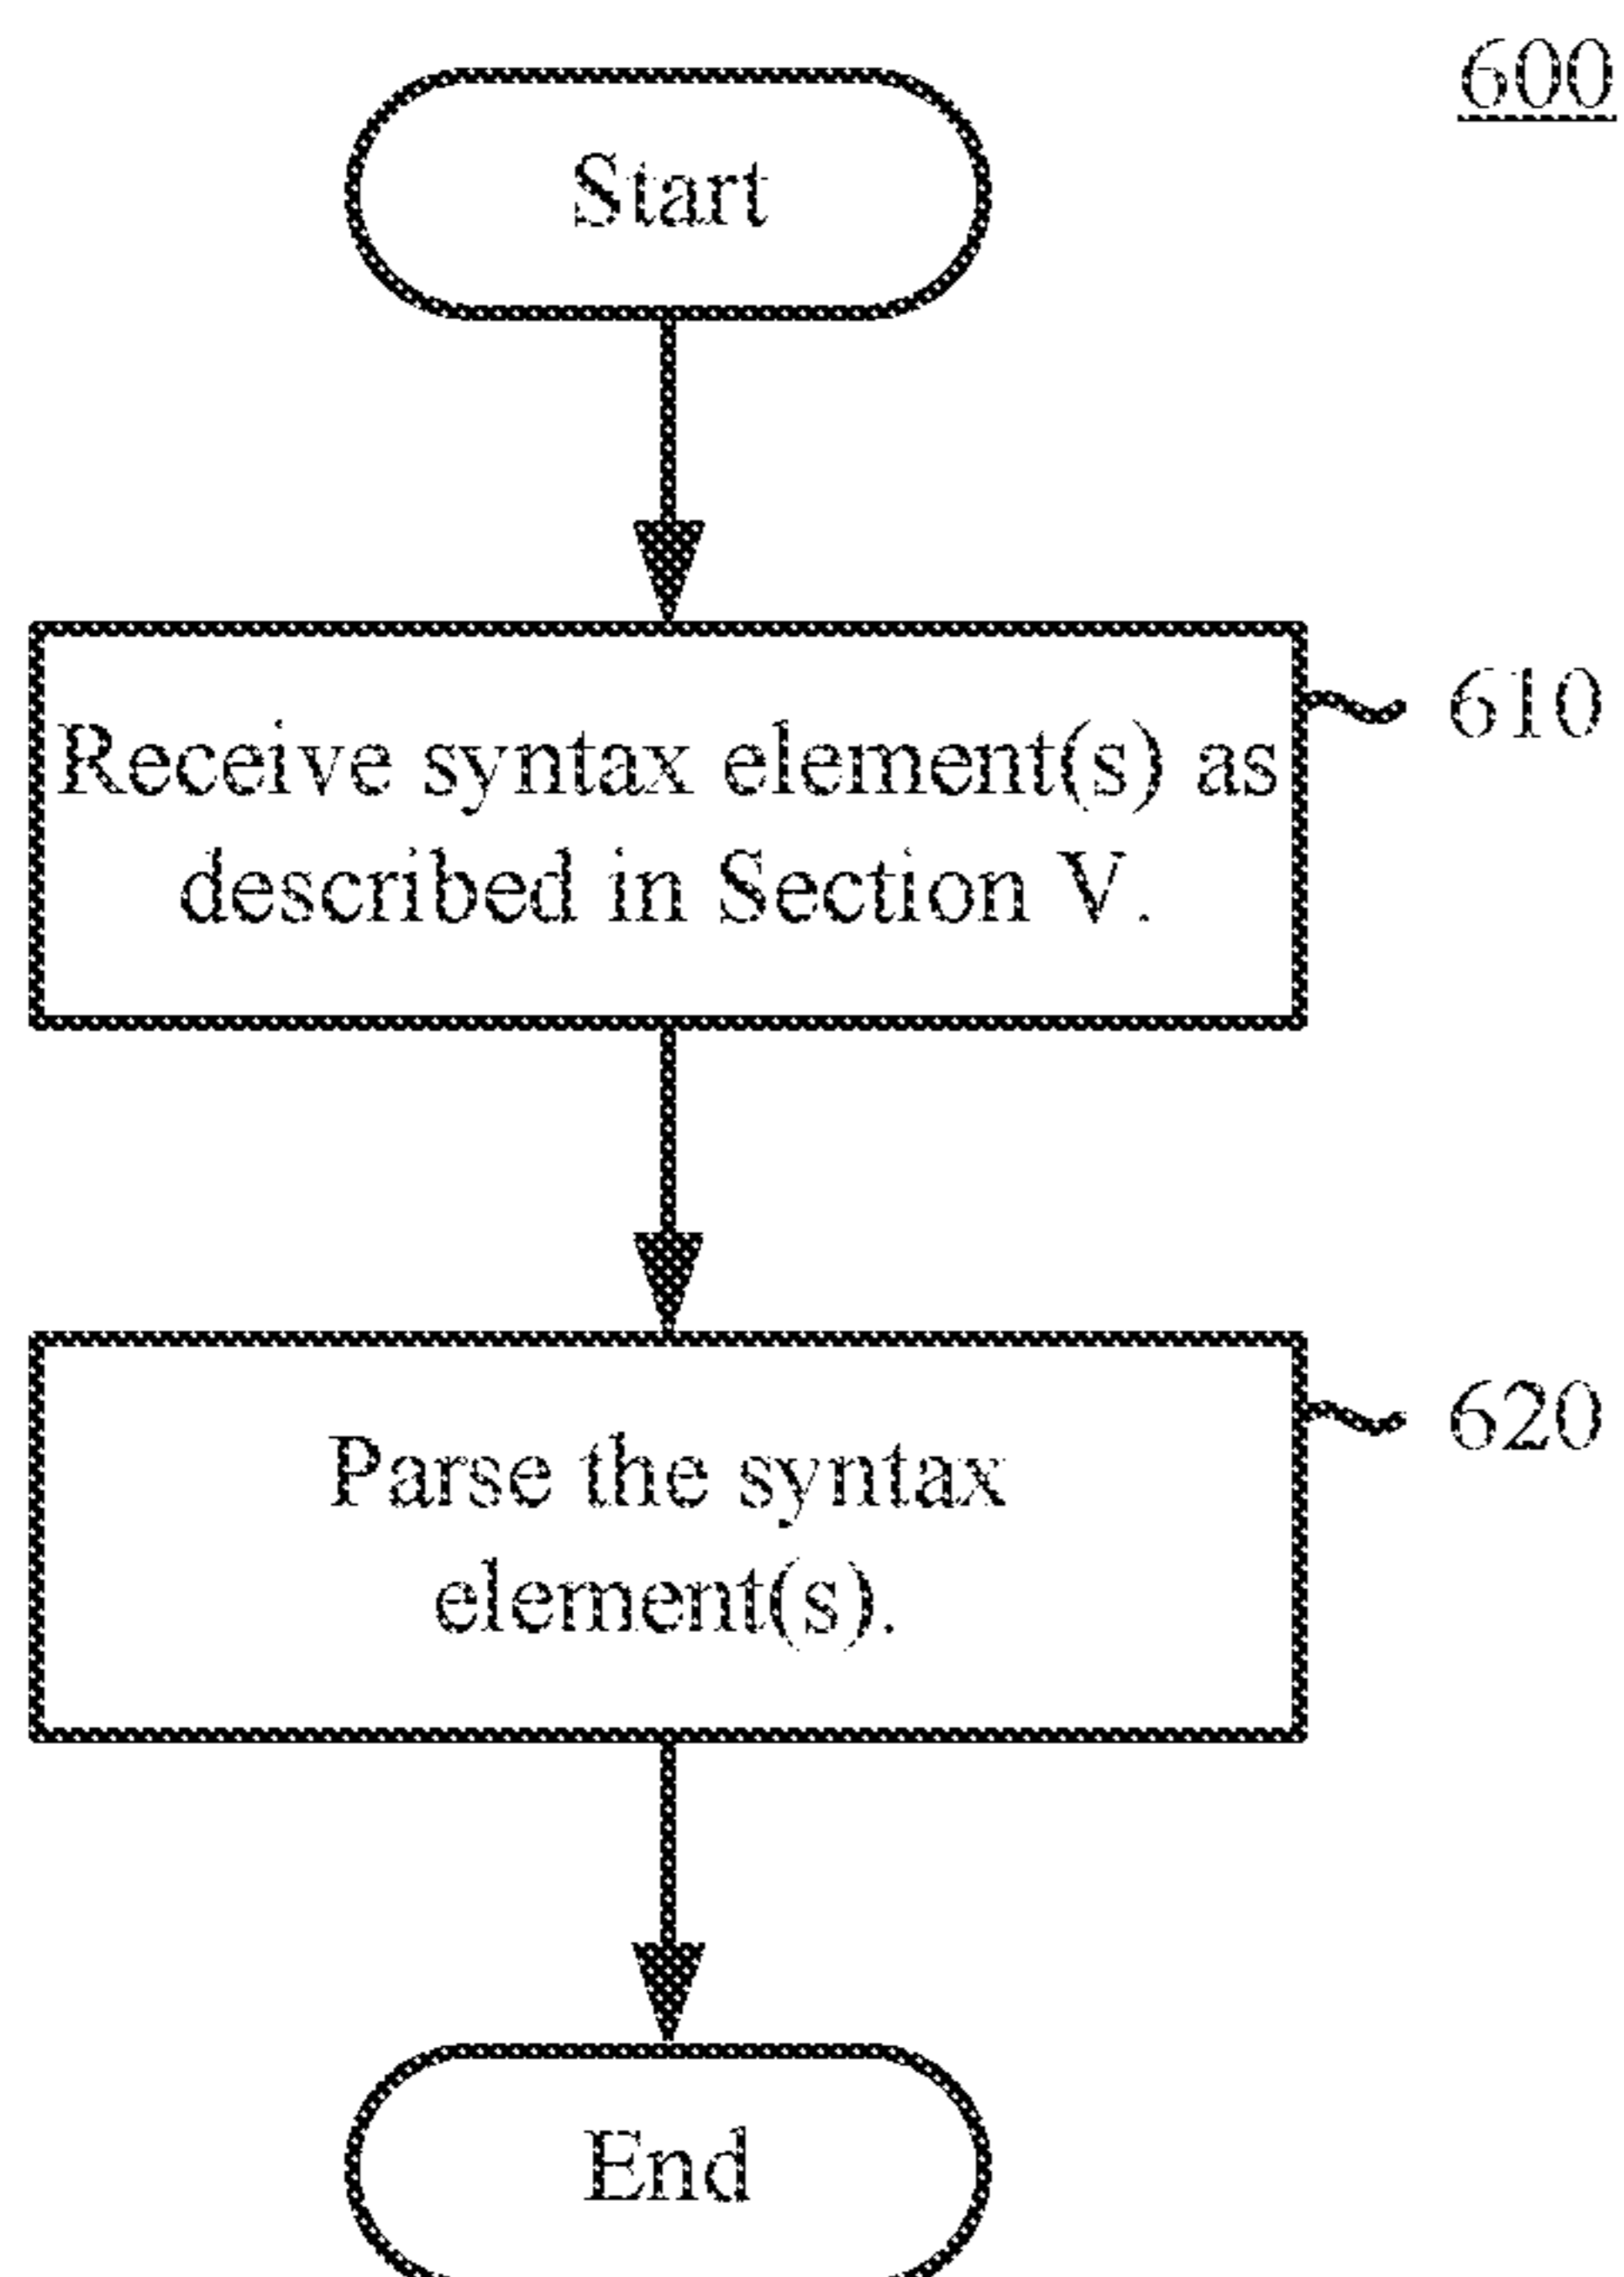 600
Start
Receive syntax element(s) as
described in Section V.
610
Parse the syntax
element(s).
620
End